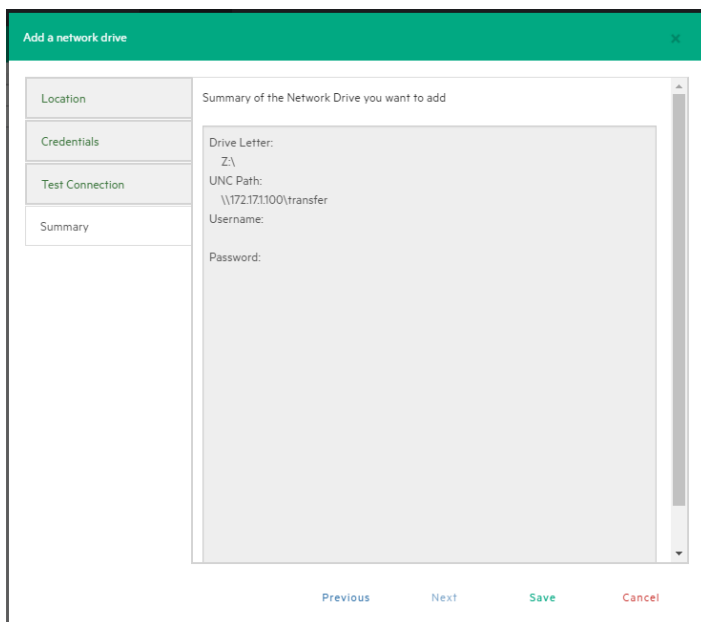 Add a network drive
×
Location
Credentials
Test Connection
Summary
Summary of the Network Drive you want to add
Drive Letter:
Z:\
UNC Path:
\\172.17.1.100\transfer
Username:
Password:
Previous Next Save Cancel